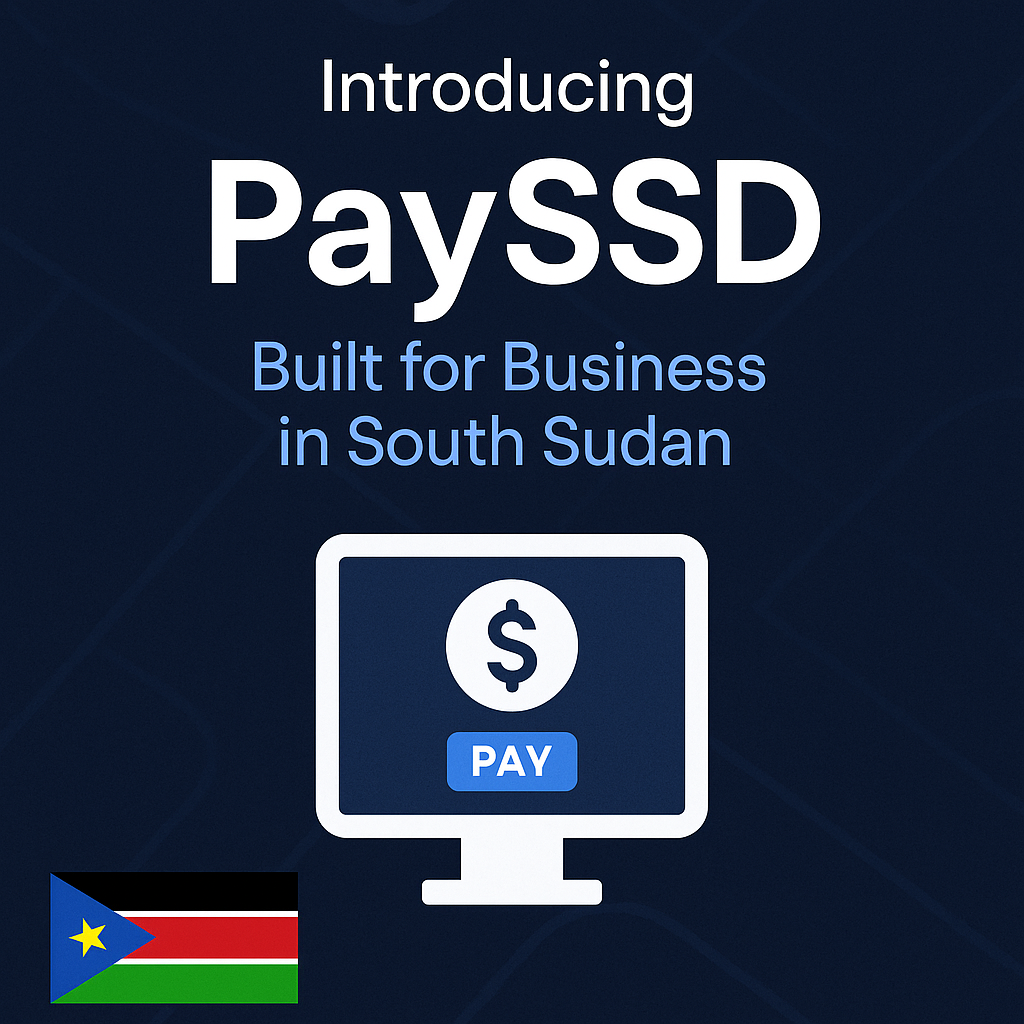 Introducing
PaySSD
Built for Business
in South Sudan
$
PAY